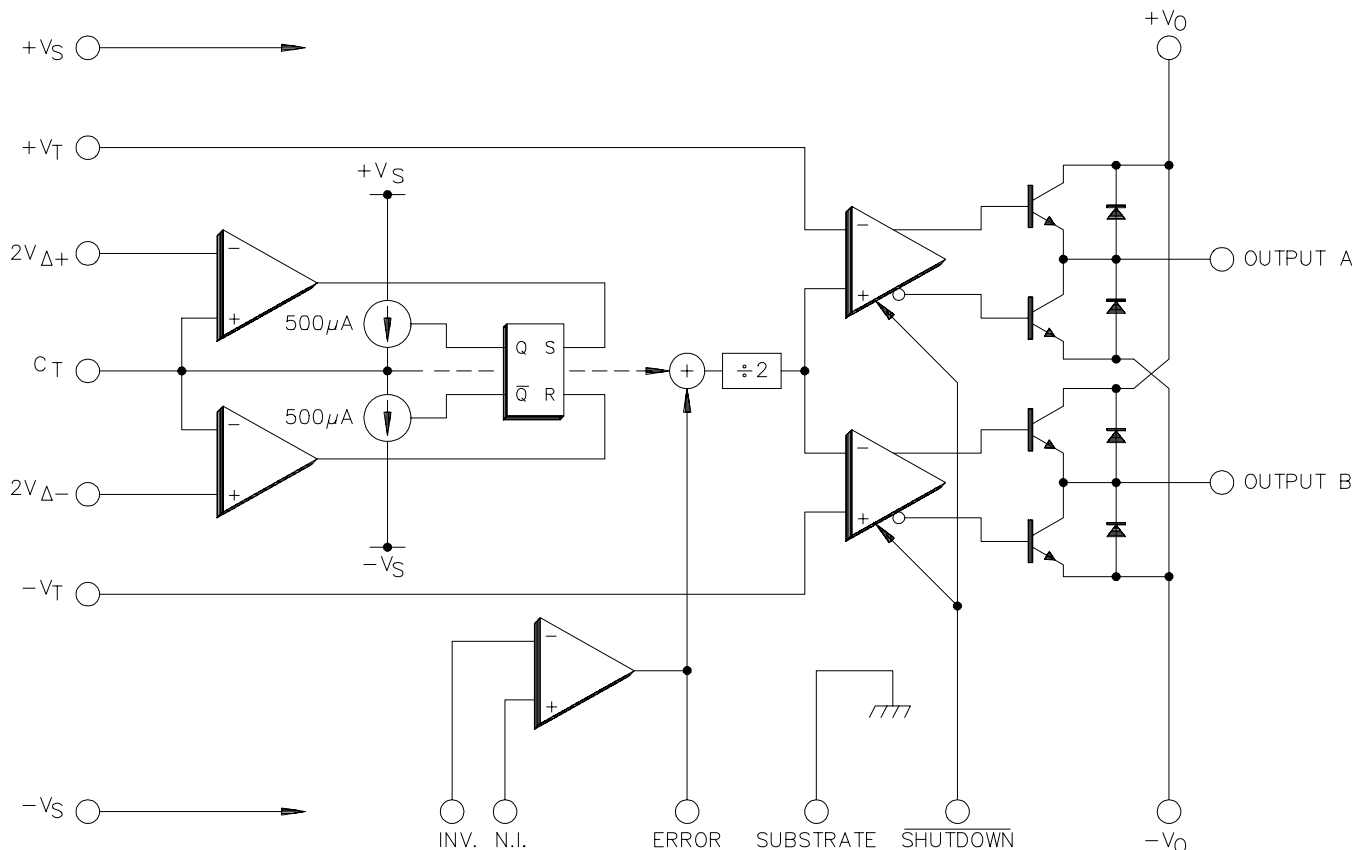 +VO
+VS
+VT
+VS
2VΔ+
− − OUTPUT A
+ 500µA +
Q S
CT + ÷2
Q̅ R
− 500µA
OUTPUT B
2VΔ− + − +
−VS
−VT
−
+
−VS
INV. N.I. ERROR SUBSTRATE S̅H̅U̅T̅D̅O̅W̅N̅ −VO